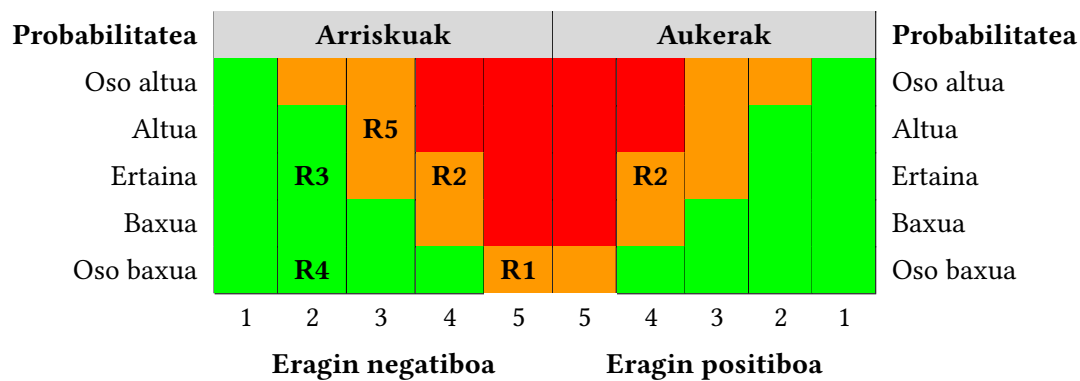 Probabilitatea Arriskuak Aukerak Probabilitatea
Oso altua Oso altua
Altua R5 Altua
Ertaina R3 R2 R2 Ertaina
Baxua Baxua
Oso baxua R4 R1 Oso baxua
1 2 3 4 5 5 4 3 2 1
Eragin negatiboa Eragin positiboa